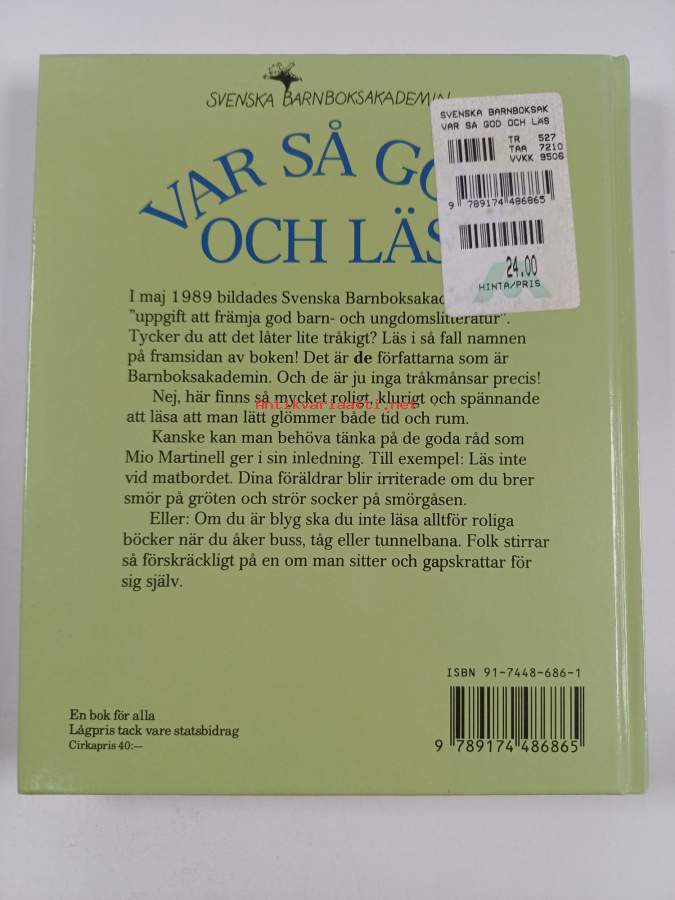 SVENSKA BARNBOKSAKADEMIN
VAR SÅ GO
OCH LÄS
SVENSKA BARNBOKSAK
VAR SA GOD OCH LÄS
TR 527
TAA 7210
VVKK 9506
9 789174 486865
24.00
HINTA/PRIS
I maj 1989 bildades Svenska Barnboksakad
"uppgift att främja god barn- och ungdomslitteratur".
Tycker du att det låter lite tråkigt? Läs i så fall namnen
på framsidan av boken! Det är de författarna som är
Barnboksakademin. Och de är ju inga tråkmånsar precis!
Nej, här finns så mycket roligt, klurigt och spännande
att läsa att man lätt glömmer både tid och rum.
Antikvariaatti.net
Kanske kan man behöva tänka på de goda råd som
Mio Martinell ger i sin inledning. Till exempel: Läs inte
vid matbordet. Dina föräldrar blir irriterade om du brer
smör på gröten och strör socker på smörgåsen.
Eller: Om du är blyg ska du inte läsa alltför roliga
böcker när du åker buss, tåg eller tunnelbana. Folk stirrar
så förskräckligt på en om man sitter och gapskrattar för
sig själv.
ISBN 91-7448-686-1
9 789174 486865
En bok för alla
Lågpris tack vare statsbidrag
Cirkapris 40:—